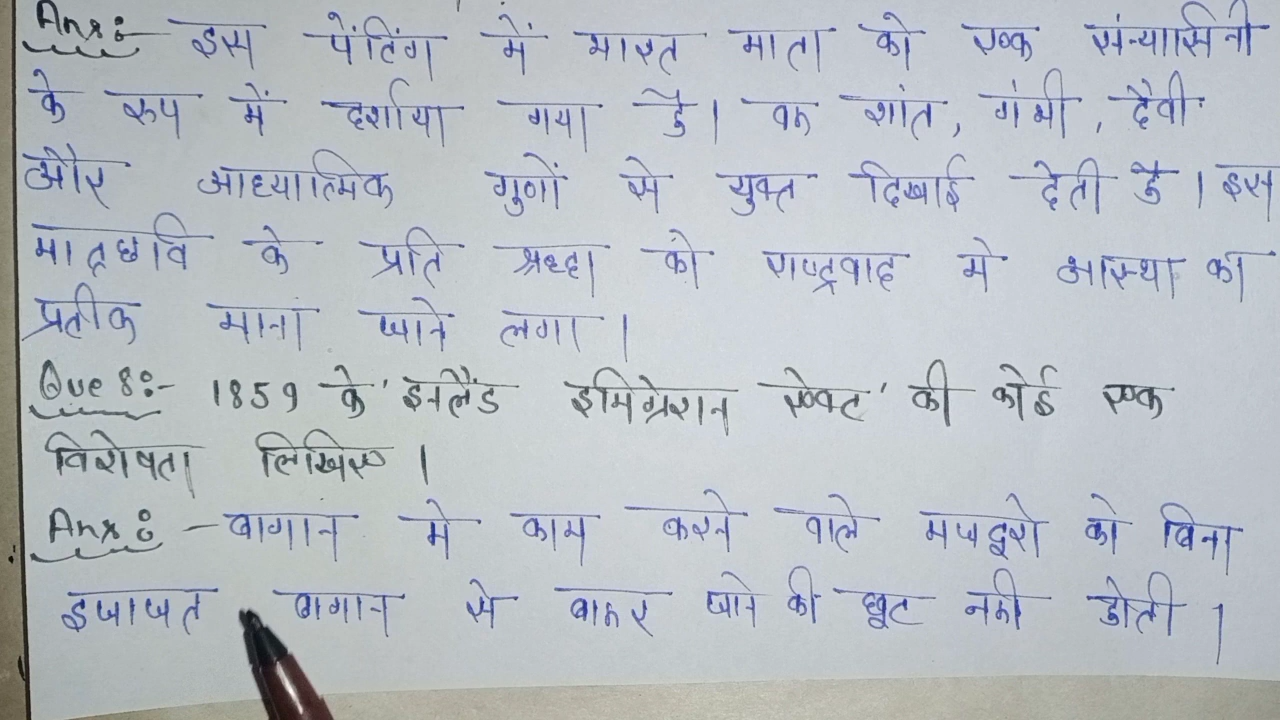 Ans:- इस पेंटिंग में भारत माता को एक संन्यासिनी
के रूप में दर्शाया गया है। वह शांत, गंभी, दैवी
और आध्यात्मिक गुणों से युक्त दिखाई देती है। इस
मातृछवि के प्रति श्रध्दा को राष्ट्रवाद मे आस्था का
प्रतीक माना जाने लगा।
Que 8:- 1859 के 'इनलैंड इमिग्रेशन एक्ट' की कोई एक
विशेषता लिखिए।
Ans:- बागान मे काम करने वाले मजदूरो को बिना
इजाजत बागान से बाहर जाने की छूट नही होती।